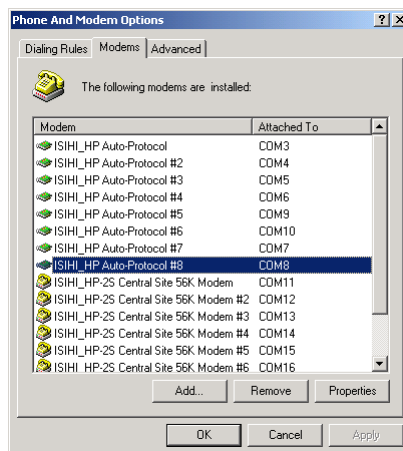 Phone And Modem Options
Dialing Rules Modems Advanced
The following modems are installed:
Modem Attached To
ISIHI_HP Auto-Protocol COM3
ISIHI_HP Auto-Protocol #2 COM4
ISIHI_HP Auto-Protocol #3 COM5
ISIHI_HP Auto-Protocol #4 COM6
ISIHI_HP Auto-Protocol #5 COM9
ISIHI_HP Auto-Protocol #6 COM10
ISIHI_HP Auto-Protocol #7 COM7
ISIHI_HP Auto-Protocol #8 COM8
ISIHI_HP-2S Central Site 56K Modem COM11
ISIHI_HP-2S Central Site 56K Modem #2 COM12
ISIHI_HP-2S Central Site 56K Modem #3 COM13
ISIHI_HP-2S Central Site 56K Modem #4 COM14
ISIHI_HP-2S Central Site 56K Modem #5 COM15
ISIHI_HP-2S Central Site 56K Modem #6 COM16
Add... Remove Properties
OK Cancel Apply